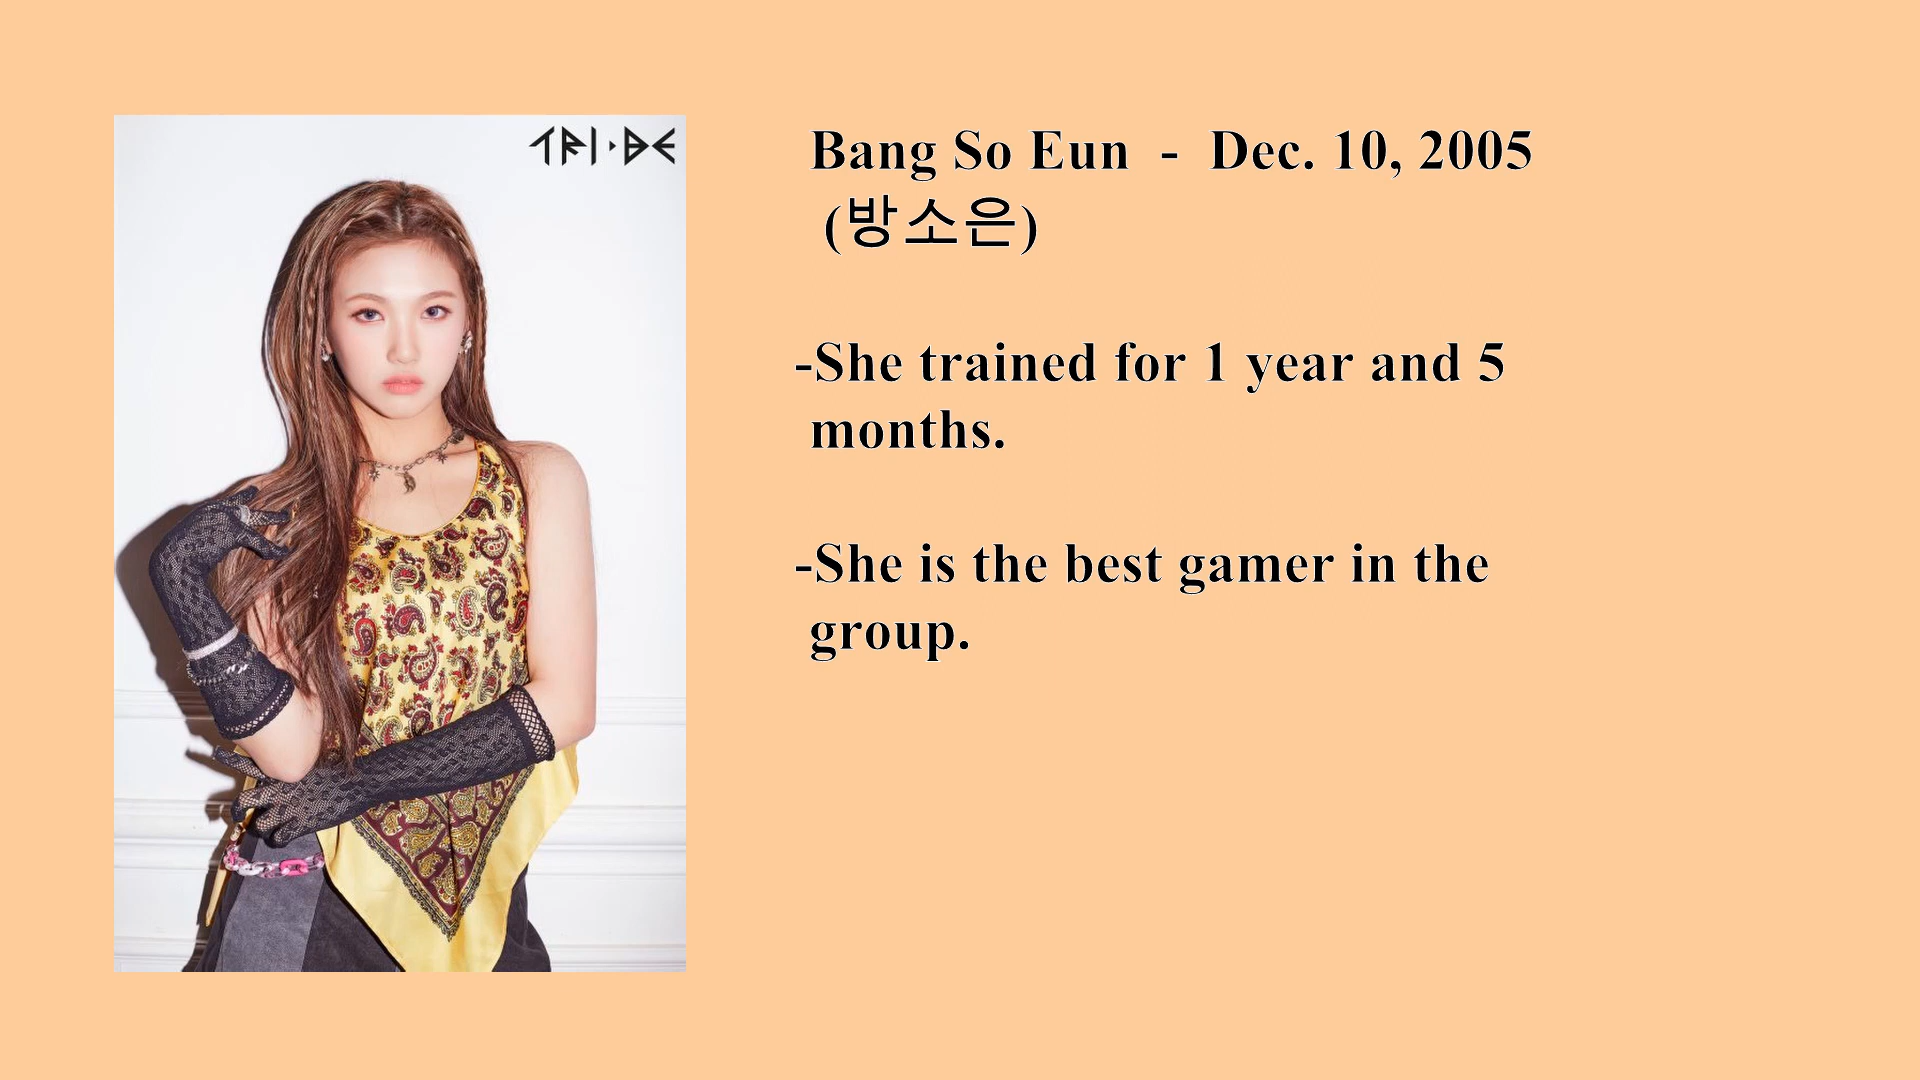 TRI·BE
Bang So Eun - Dec. 10, 2005
(방소은)
-She trained for 1 year and 5
months.
-She is the best gamer in the
group.